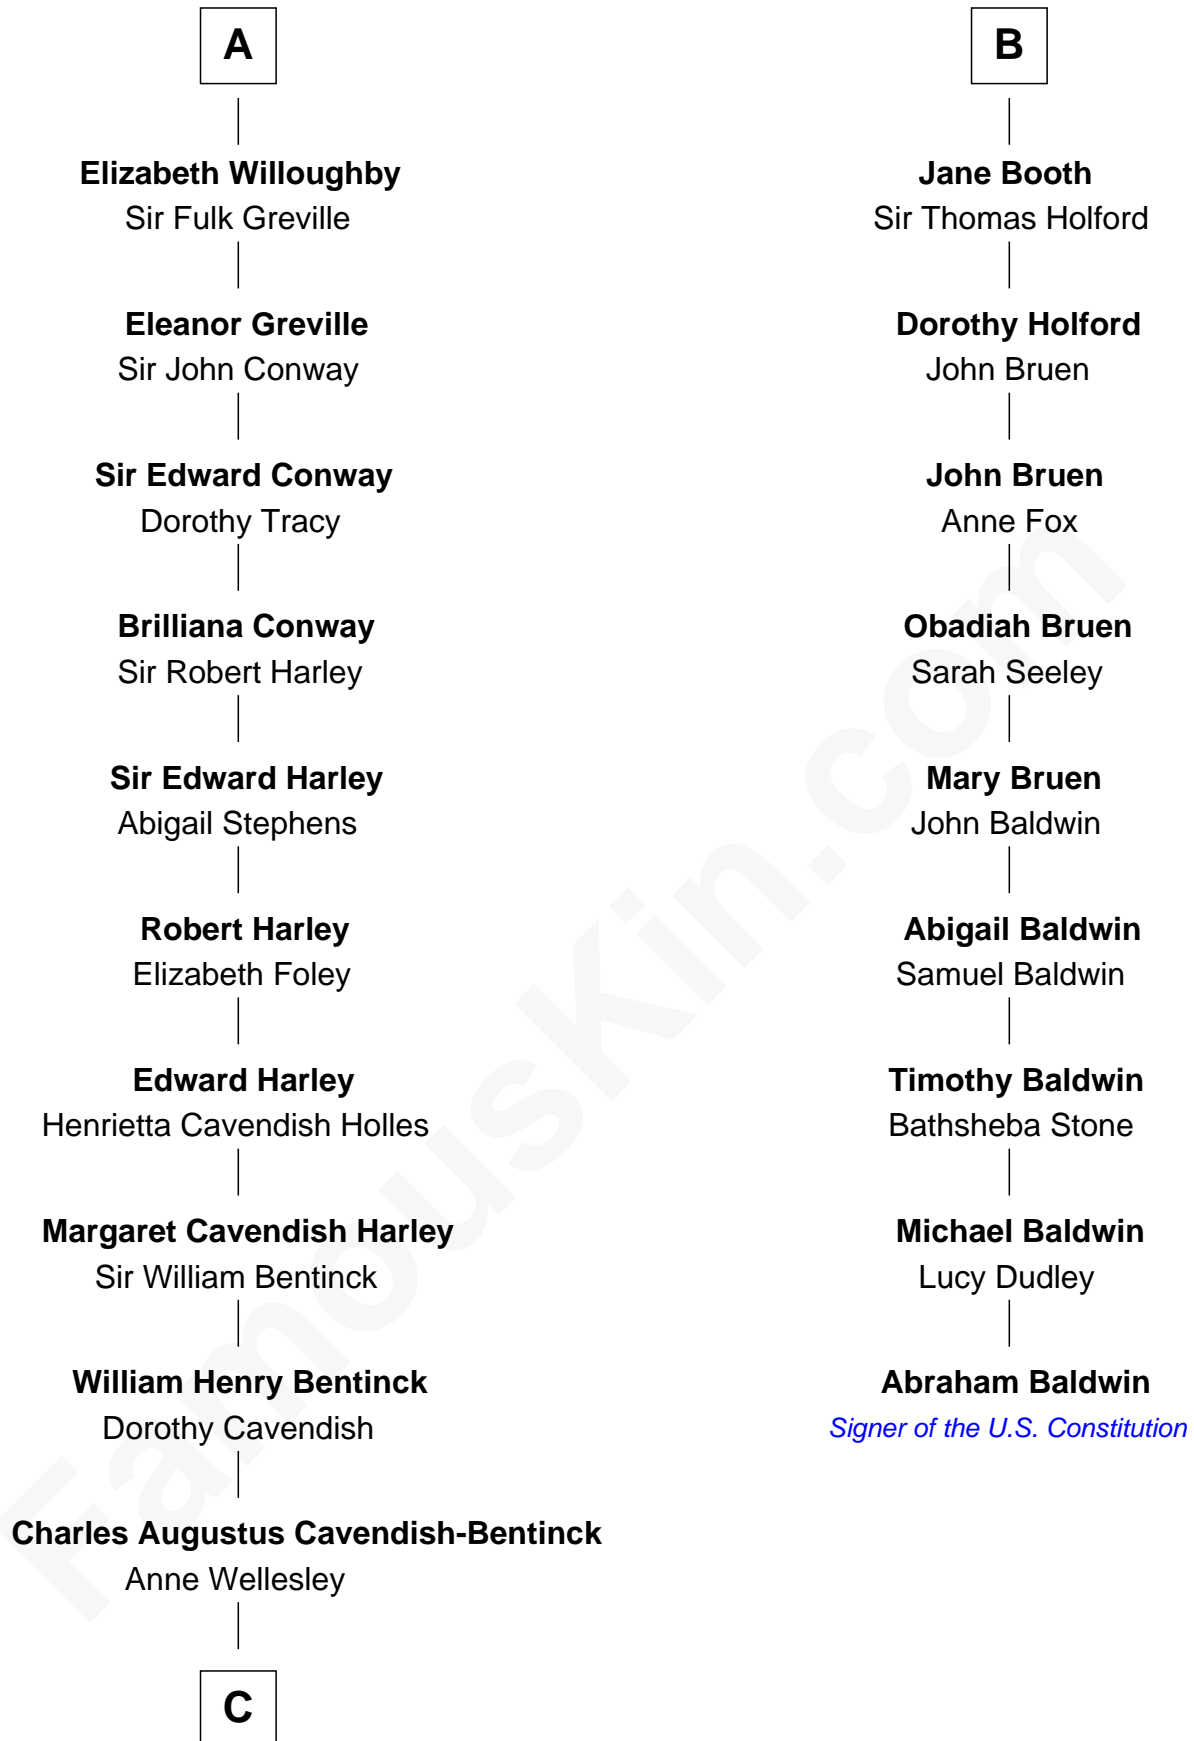 A
Elizabeth Willoughby
Sir Fulk Greville
Eleanor Greville
Sir John Conway
Sir Edward Conway
Dorothy Tracy
Brilliana Conway
Sir Robert Harley
Sir Edward Harley
Abigail Stephens
Robert Harley
Elizabeth Foley
Edward Harley
Henrietta Cavendish Holles
Margaret Cavendish Harley
Sir William Bentinck
William Henry Bentinck
Dorothy Cavendish
Charles Augustus Cavendish-Bentinck
Anne Wellesley
C
B
Jane Booth
Sir Thomas Holford
Dorothy Holford
John Bruen
John Bruen
Anne Fox
Obadiah Bruen
Sarah Seeley
Mary Bruen
John Baldwin
Abigail Baldwin
Samuel Baldwin
Timothy Baldwin
Bathsheba Stone
Michael Baldwin
Lucy Dudley
Abraham Baldwin
Signer of the U.S. Constitution
FamousKin.com